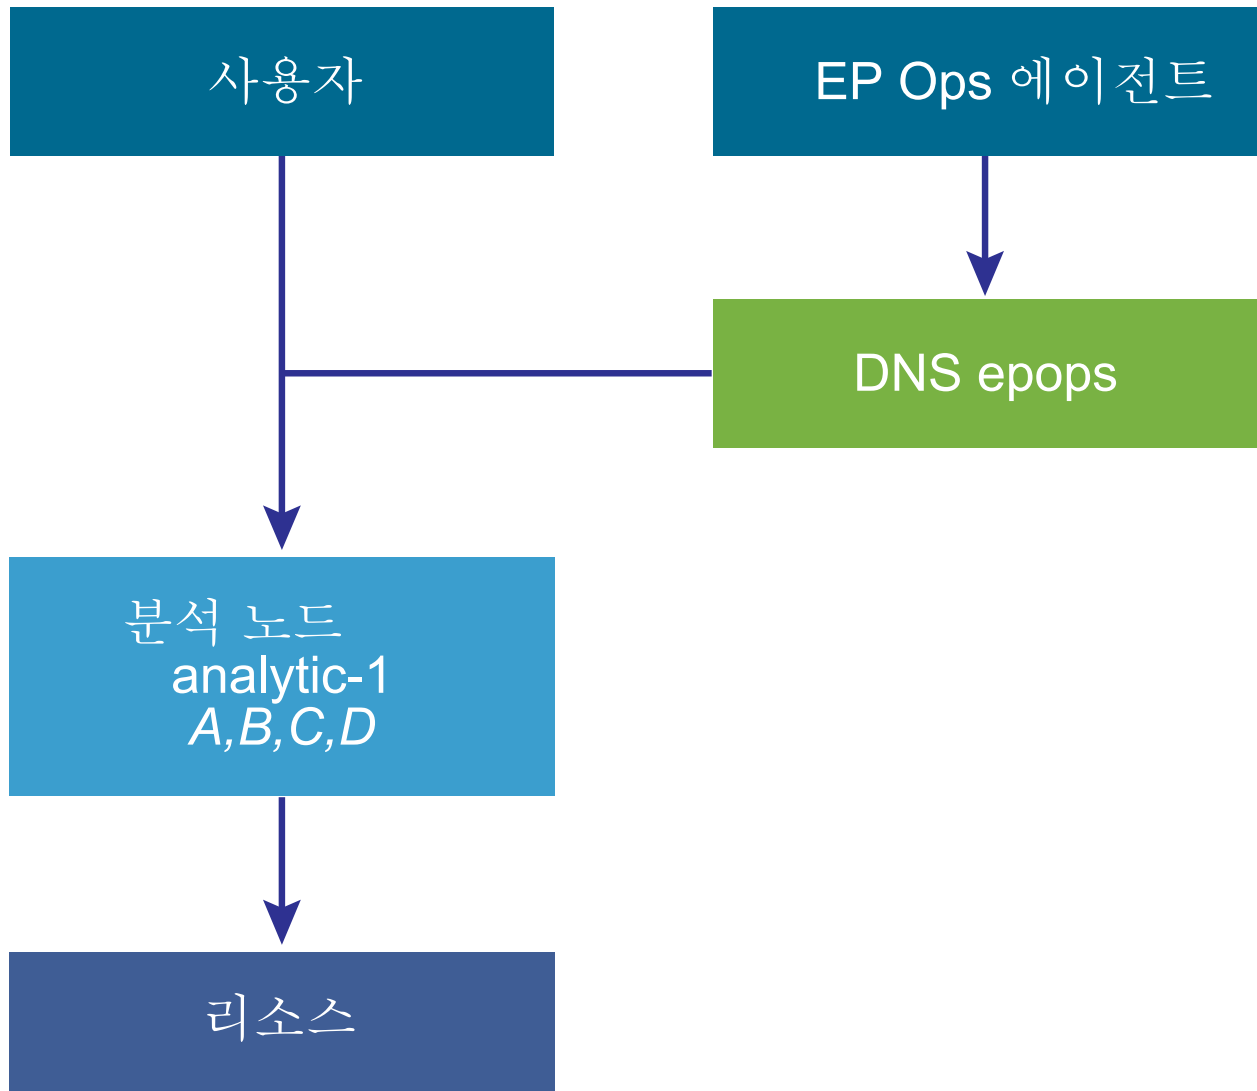 사용자
EP Ops 에이전트
DNS epops
분석 노드
analytic-1
A,B,C,D
리소스